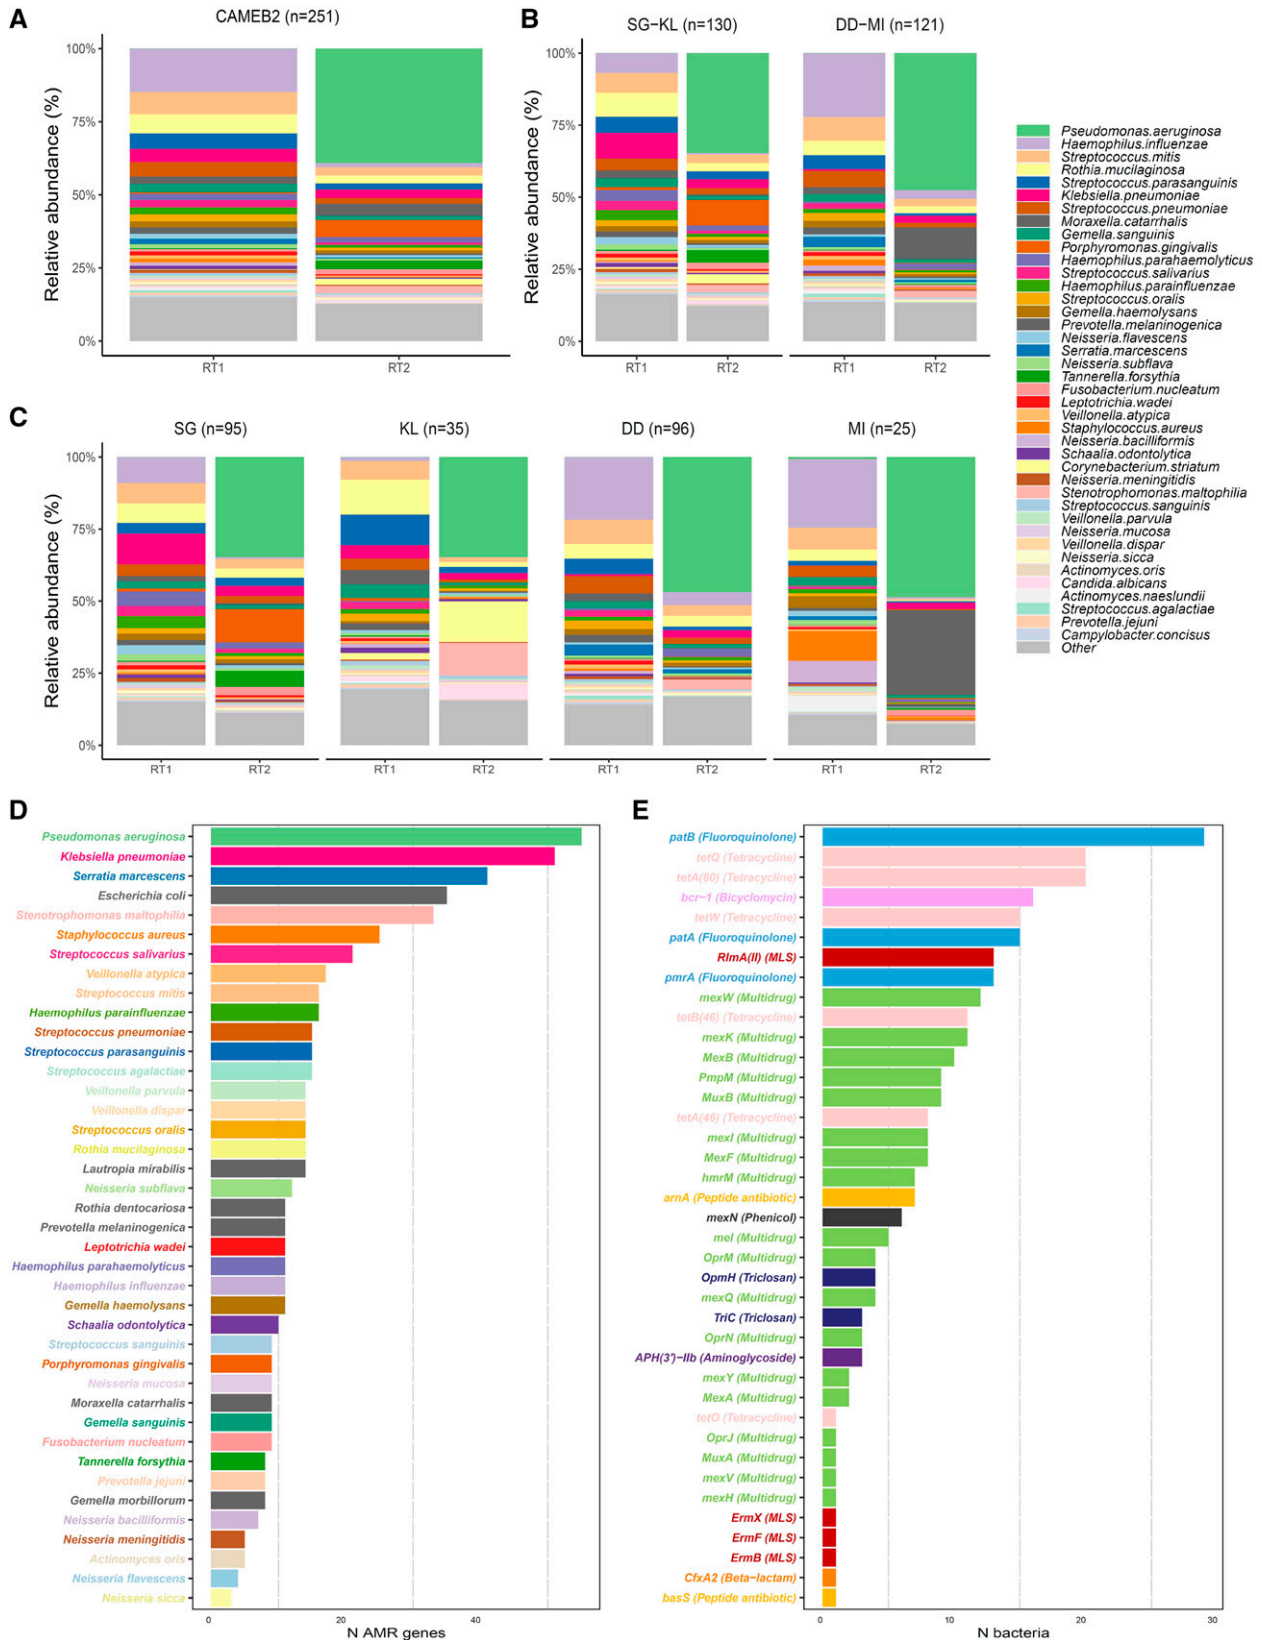 A
CAMEB2 (n=251)
Relative abundance (%)
100%
75%
50%
25%
0%
RT1
RT2
B
SG−KL (n=130)
DD−MI (n=121)
Relative abundance (%)
100%
75%
50%
25%
0%
RT1
RT2
RT1
RT2
Pseudomonas.aeruginosa
Haemophilus.influenzae
Streptococcus.mitis
Rothia.mucilaginosa
Streptococcus.parasanguinis
Klebsiella.pneumoniae
Streptococcus.pneumoniae
Moraxella.catarrhalis
Gemella.sanguinis
Porphyromonas.gingivalis
Haemophilus.parahaemolyticus
Streptococcus.salivarius
Haemophilus.parainfluenzae
Streptococcus.oralis
Gemella.haemolysans
Prevotella.melaninogenica
Neisseria.flavescens
Serratia.marcescens
Neisseria.subflava
Tannerella.forsythia
Fusobacterium.nucleatum
Leptotrichia.wadei
Veillonella.atypica
Staphylococcus.aureus
Neisseria.bacilliformis
Schaalia.odontolytica
Corynebacterium.striatum
Neisseria.meningitidis
Stenotrophomonas.maltophilia
Streptococcus.sanguinis
Veillonella.parvula
Neisseria.mucosa
Veillonella.dispar
Neisseria.sicca
Actinomyces.oris
Candida.albicans
Actinomyces.naeslundii
Streptococcus.agalactiae
Prevotella.jejuni
Campylobacter.concisus
Other
C
SG (n=95)
KL (n=35)
DD (n=96)
MI (n=25)
Relative abundance (%)
100%
75%
50%
25%
0%
RT1
RT2
RT1
RT2
RT1
RT2
RT1
RT2
D
Pseudomonas aeruginosa
Klebsiella pneumoniae
Serratia marcescens
Escherichia coli
Stenotrophomonas maltophilia
Staphylococcus aureus
Streptococcus salivarius
Veillonella atypica
Streptococcus mitis
Haemophilus parainfluenzae
Streptococcus pneumoniae
Streptococcus parasanguinis
Streptococcus agalactiae
Veillonella parvula
Veillonella dispar
Streptococcus oralis
Rothia mucilaginosa
Lautropia mirabilis
Neisseria subflava
Rothia dentocariosa
Prevotella melaninogenica
Leptotrichia wadei
Haemophilus parahaemolyticus
Haemophilus influenzae
Gemella haemolysans
Schaalia odontolytica
Streptococcus sanguinis
Porphyromonas gingivalis
Neisseria mucosa
Moraxella catarrhalis
Gemella sanguinis
Fusobacterium nucleatum
Tannerella forsythia
Prevotella jejuni
Gemella morbillorum
Neisseria bacilliformis
Neisseria meningitidis
Actinomyces oris
Neisseria flavescens
Neisseria sicca
0
20
40
N AMR genes
E
patB (Fluoroquinolone)
tetQ (Tetracycline)
tetA(60) (Tetracycline)
bcr−1 (Bicyclomycin)
tetW (Tetracycline)
patA (Fluoroquinolone)
RlmA(II) (MLS)
pmrA (Fluoroquinolone)
mexW (Multidrug)
tetB(46) (Tetracycline)
mexK (Multidrug)
MexB (Multidrug)
PmpM (Multidrug)
MuxB (Multidrug)
tetA(46) (Tetracycline)
mexI (Multidrug)
MexF (Multidrug)
hmrM (Multidrug)
arnA (Peptide antibiotic)
mexN (Phenicol)
mel (Multidrug)
OprM (Multidrug)
OpmH (Triclosan)
mexQ (Multidrug)
TriC (Triclosan)
OprN (Multidrug)
APH(3')−IIb (Aminoglycoside)
mexY (Multidrug)
MexA (Multidrug)
tetO (Tetracycline)
OprJ (Multidrug)
MuxA (Multidrug)
mexV (Multidrug)
mexH (Multidrug)
ErmX (MLS)
ErmF (MLS)
ErmB (MLS)
CfxA2 (Beta−lactam)
basS (Peptide antibiotic)
0
10
20
30
N bacteria